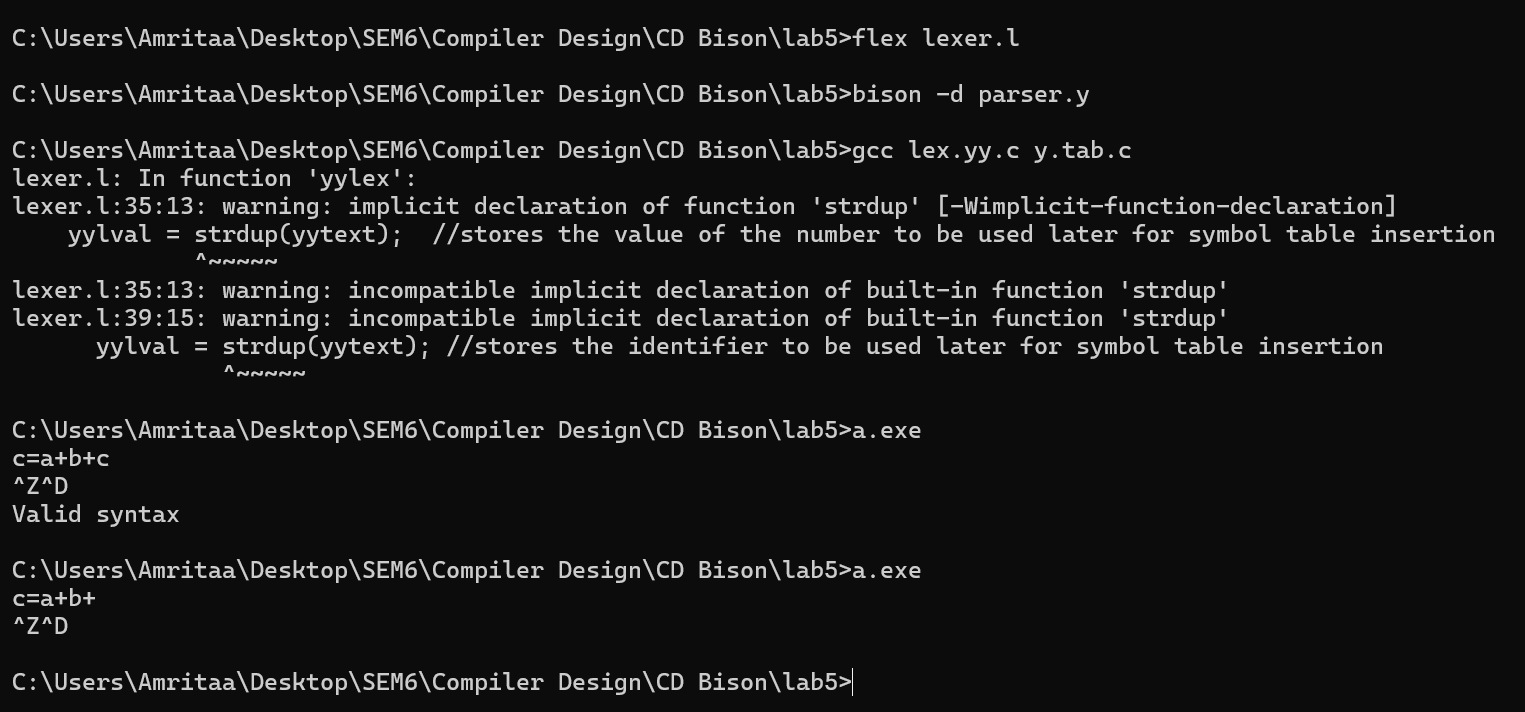 C:\Users\Amritaa\Desktop\SEM6\Compiler Design\CD Bison\lab5>flex lexer.l
C:\Users\Amritaa\Desktop\SEM6\Compiler Design\CD Bison\lab5>bison -d parser.y
C:\Users\Amritaa\Desktop\SEM6\Compiler Design\CD Bison\lab5>gcc lex.yy.c y.tab.c
lexer.l: In function 'yylex':
lexer.l:35:13: warning: implicit declaration of function 'strdup' [-Wimplicit-function-declaration]
    yylval = strdup(yytext);  //stores the value of the number to be used later for symbol table insertion
             ^~~~~~
lexer.l:35:13: warning: incompatible implicit declaration of built-in function 'strdup'
lexer.l:39:15: warning: incompatible implicit declaration of built-in function 'strdup'
      yylval = strdup(yytext); //stores the identifier to be used later for symbol table insertion
               ^~~~~~
C:\Users\Amritaa\Desktop\SEM6\Compiler Design\CD Bison\lab5>a.exe
c=a+b+c
^Z^D
Valid syntax
C:\Users\Amritaa\Desktop\SEM6\Compiler Design\CD Bison\lab5>a.exe
c=a+b+
^Z^D
C:\Users\Amritaa\Desktop\SEM6\Compiler Design\CD Bison\lab5>